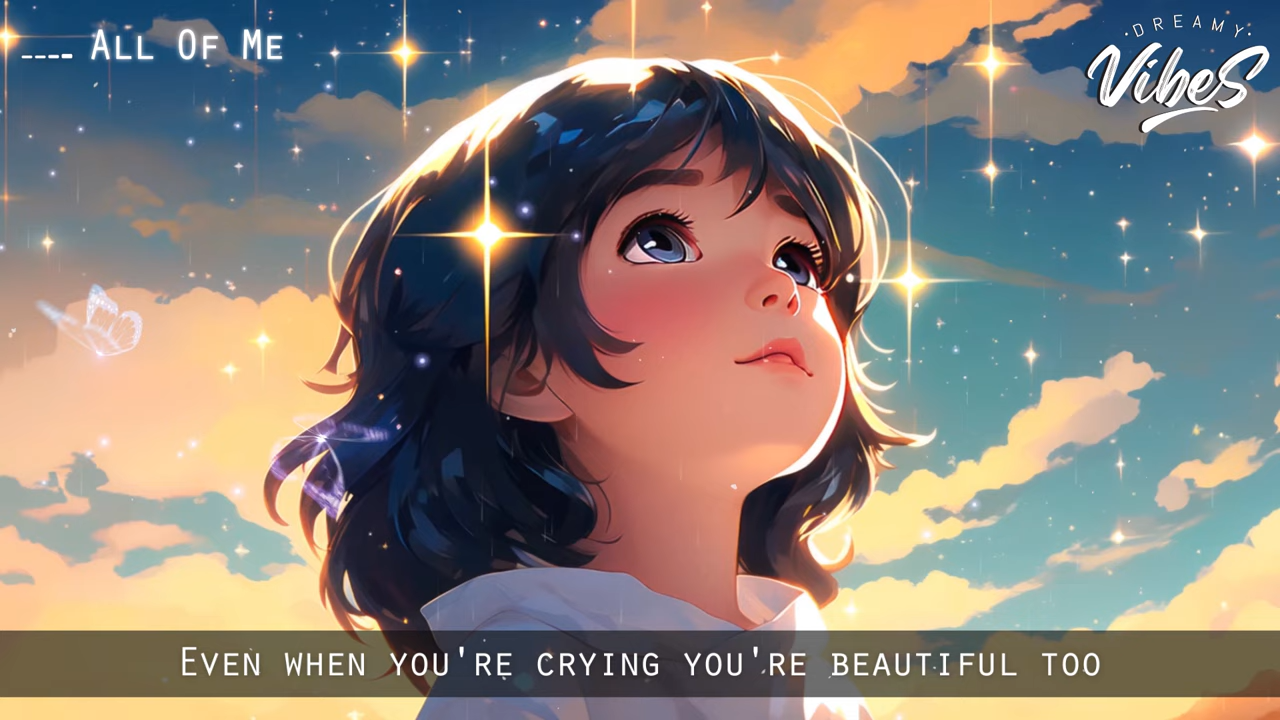 ---- All Of Me
·DREAMY·
Vibes
Even when you're crying you're beautiful too